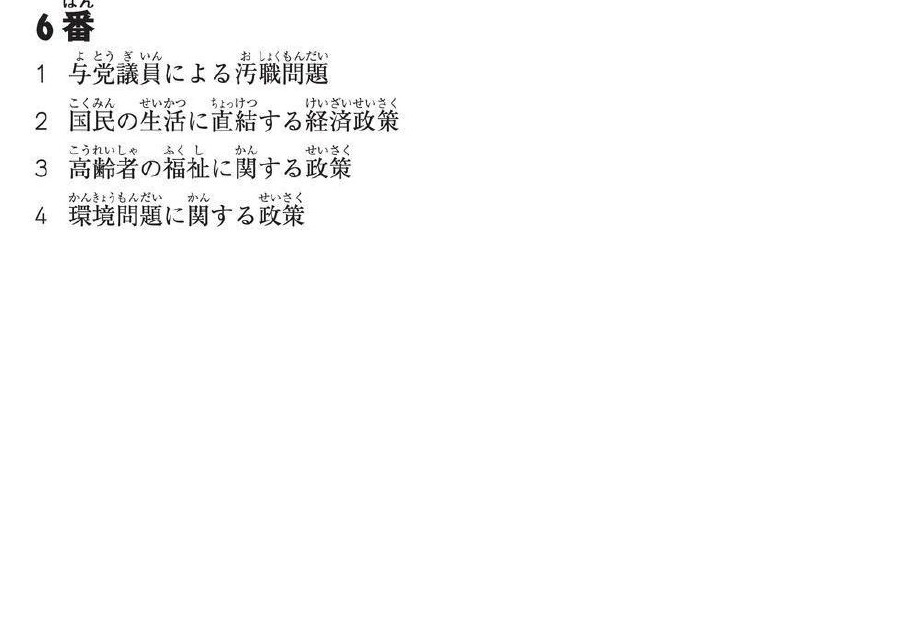 6番
1 与党議員による汚職問題
2 国民の生活に直結する経済政策
3 高齢者の福祉に関する政策
4 環境問題に関する政策